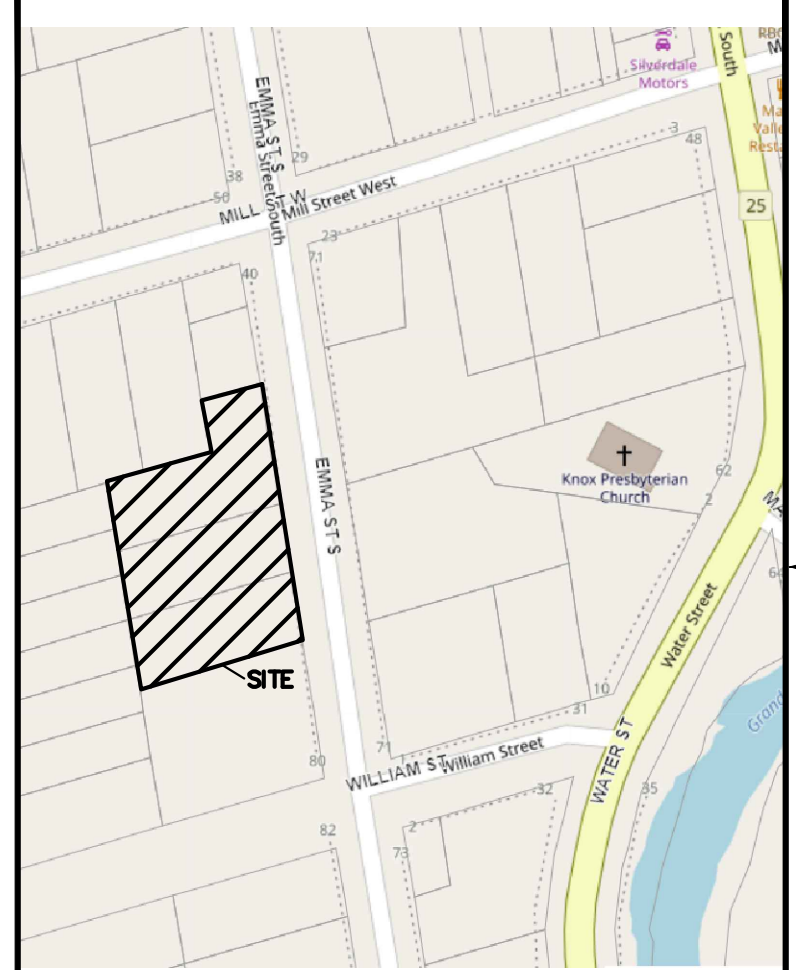 South
RBC
Silverdale
Motors
EMMA ST S
Emma Street South
29
3
48
38
50
MILL ST W
Mill Street West
25
23
71
40
EMMA ST S
Knox Presbyterian
Church
62
2
Water Street
Grand
SITE
10
31
71
80
WILLIAM ST
William Street
WATER ST
32
35
82
2
73